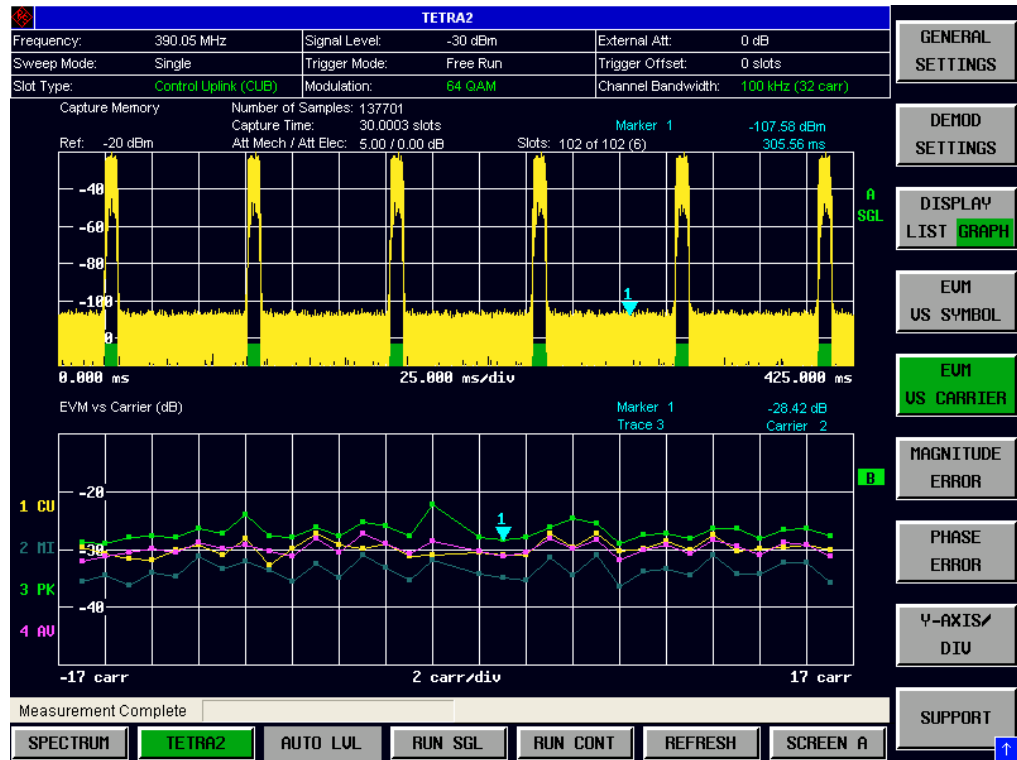 TETRA2
Frequency: 390.05 MHz Signal Level: -30 dBm External Att: 0 dB
Sweep Mode: Single Trigger Mode: Free Run Trigger Offset: 0 slots
Slot Type: Control Uplink (CUB) Modulation: 64 QAM Channel Bandwidth: 100 kHz (32 carr)
Capture Memory Number of Samples: 137701
Capture Time: 30.0003 slots Marker 1 -107.58 dBm
Ref: -20 dBm Att Mech / Att Elec: 5.00 / 0.00 dB Slots: 102 of 102 (6) 305.56 ms
-40
A
SGL
-60
-80
-100
1
0.000 ms 25.000 ms/div 425.000 ms
EVM vs Carrier (dB) Marker 1 -28.42 dB
Trace 3 Carrier 2
B
-20
1 CU
1
2 MI
-30
3 PK
-40
4 AV
-17 carr 2 carr/div 17 carr
Measurement Complete
SPECTRUM TETRA2 AUTO LVL RUN SGL RUN CONT REFRESH SCREEN A
GENERAL
SETTINGS
DEMOD
SETTINGS
DISPLAY
LIST GRAPH
EVM
VS SYMBOL
EVM
VS CARRIER
MAGNITUDE
ERROR
PHASE
ERROR
Y-AXIS/
DIV
SUPPORT
↑